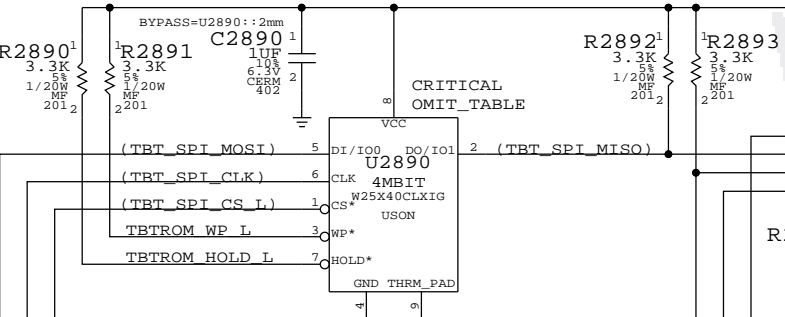 BYPASS=U2890::2mm
R2890
1
3.3K
5%
1/20W
MF
201
2
1
R2891
3.3K
5%
1/20W
MF
201
2
C2890
1
1UF
10%
6.3V
CERM
402
2
R2892
1
3.3K
5%
1/20W
MF
201
2
1
R2893
3.3K
5%
1/20W
MF
201
2
CRITICAL
OMIT_TABLE
8
VCC
(TBT_SPI_MOSI) 5 DI/IO0 DO/IO1 2 (TBT_SPI_MISO)
U2890
(TBT_SPI_CLK) 6 CLK
4MBIT
W25X40CLXIG
(TBT_SPI_CS_L) 1 CS*
USON
TBTROM_WP_L 3 WP*
TBTROM_HOLD_L 7 HOLD*
GND THRM_PAD
4 9